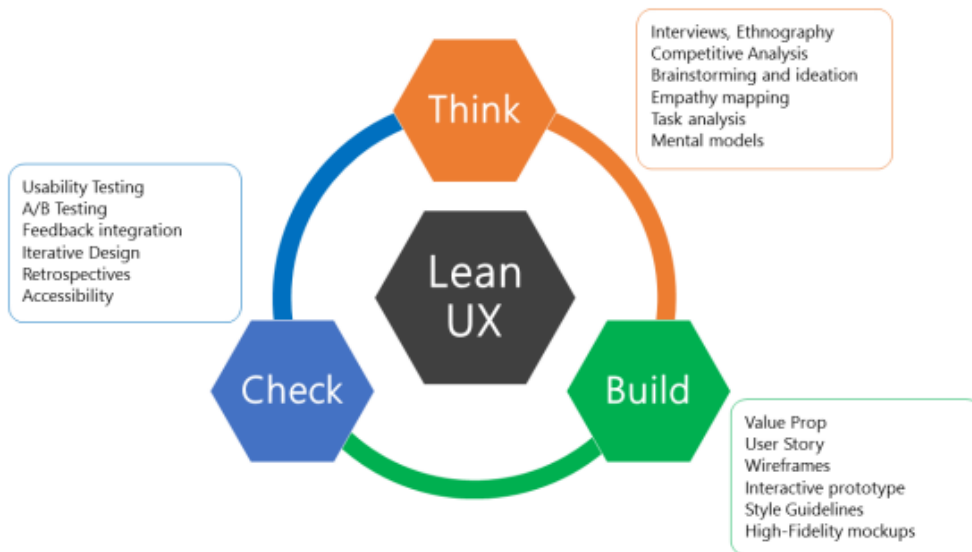 Think
Interviews, Ethnography
Competitive Analysis
Brainstorming and ideation
Empathy mapping
Task analysis
Mental models
Usability Testing
A/B Testing
Feedback integration
Iterative Design
Retrospectives
Accessibility
Lean
UX
Check
Build
Value Prop
User Story
Wireframes
Interactive prototype
Style Guidelines
High-Fidelity mockups